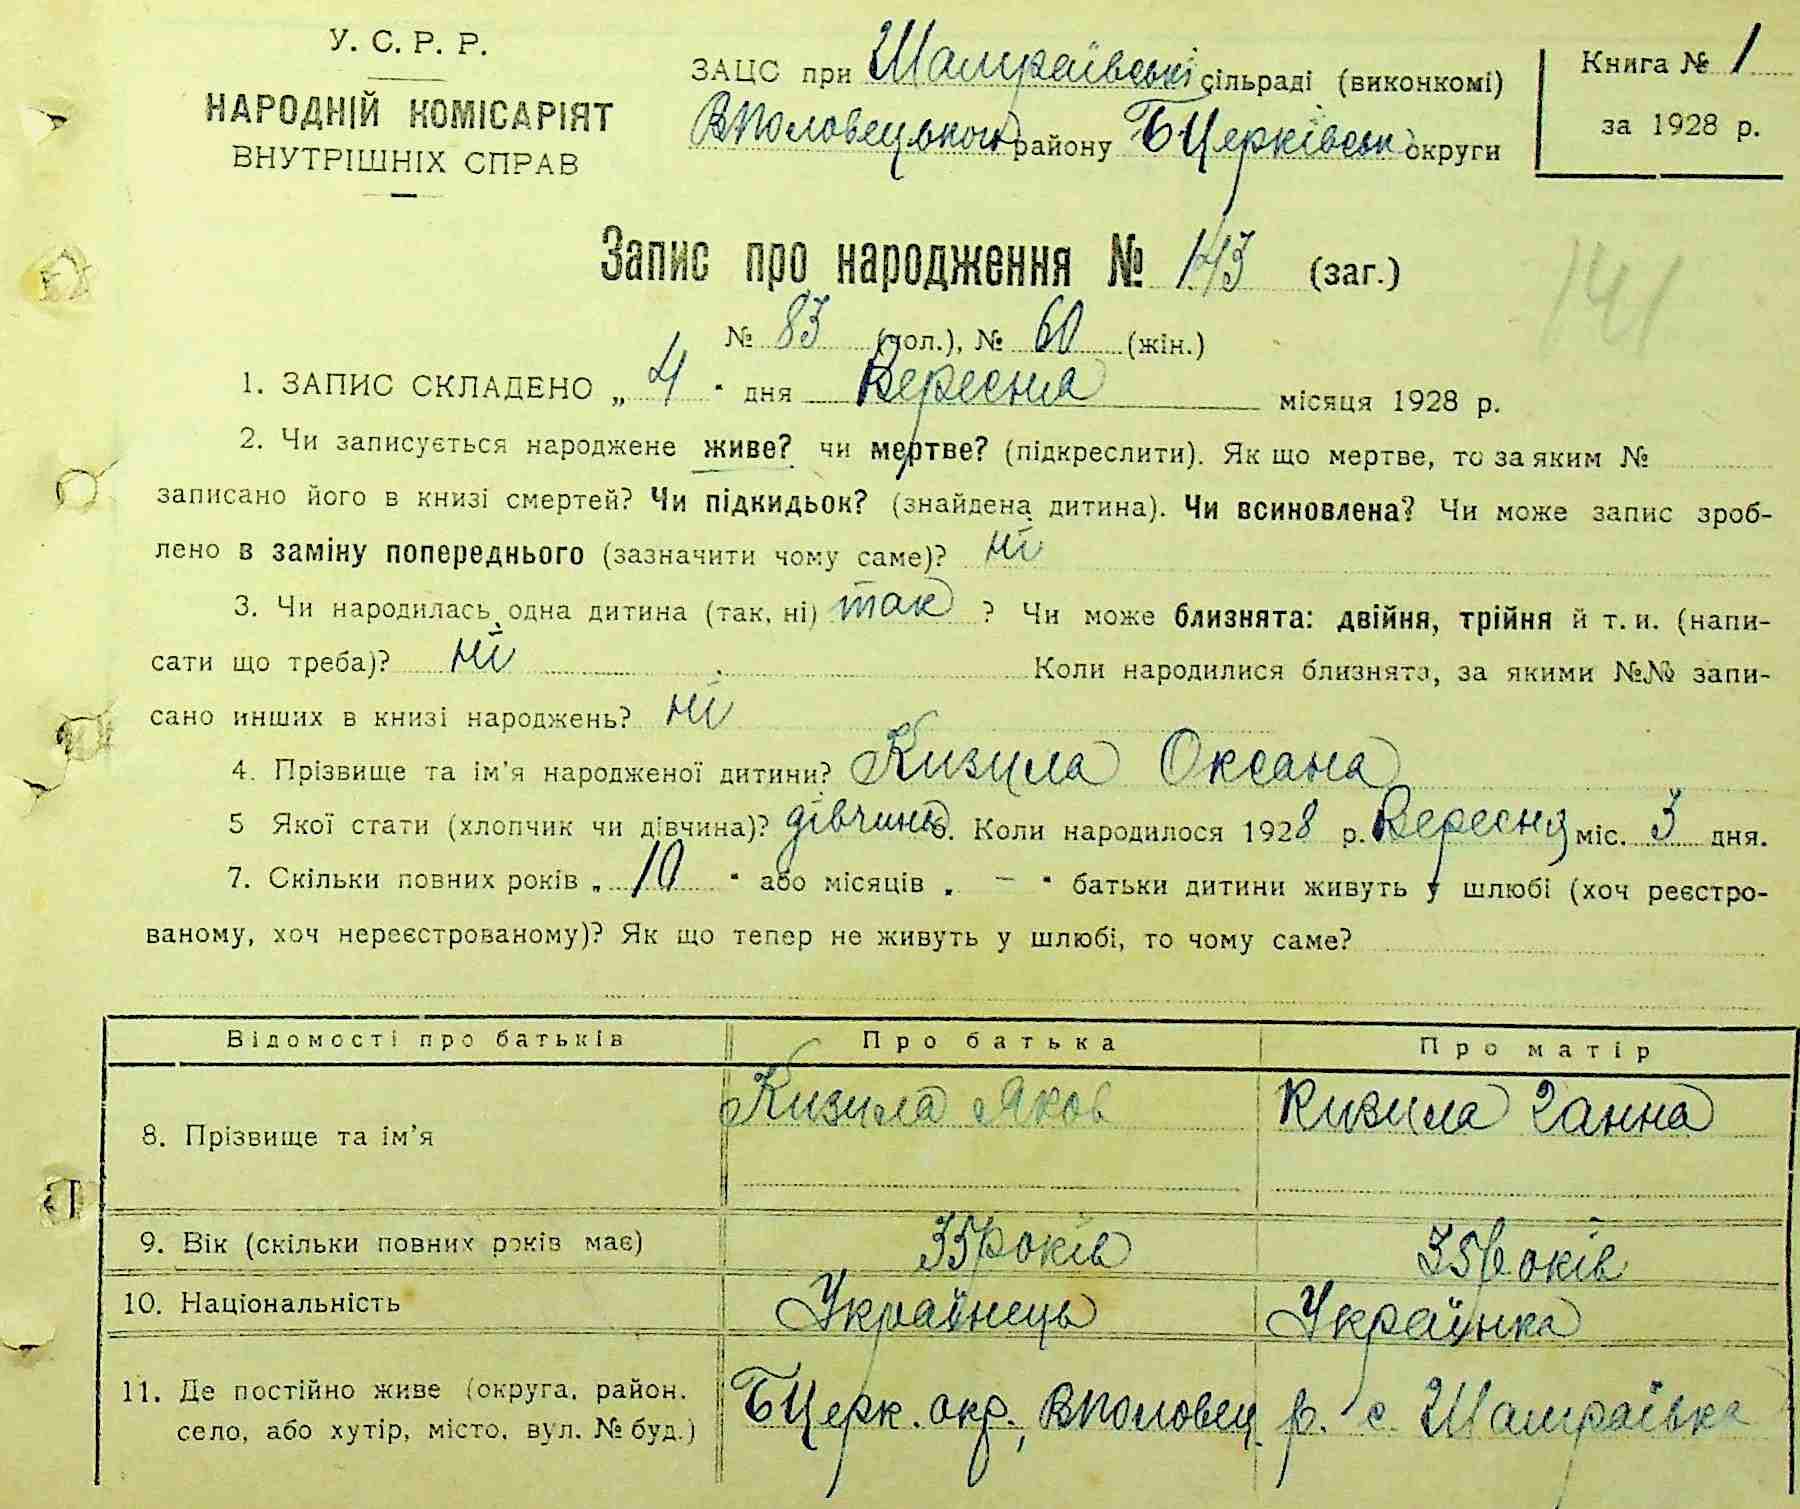 У. С. Р. Р.
НАРОДНІЙ КОМІСАРІЯТ
ВНУТРІШНІХ СПРАВ
ЗАЦС при Шамраївські сільраді (виконкомі)
ВПоловецького району БЦерківськ округи
Книга № 1
за 1928 р.
Запис про народження № 143 (заг.)
141
№ 83 (чол.), № 60 (жін.)
1. ЗАПИС СКЛАДЕНО „ 4 " дня Вересня місяця 1928 р.
2. Чи записується народжене живе? чи мертве? (підкреслити). Як що мертве, то за яким №
записано його в книзі смертей? Чи підкидьок? (знайдена дитина). Чи всиновлена? Чи може запис зроб-
лено в заміну попереднього (зазначити чому саме)? ні
3. Чи народилась одна дитина (так, ні) так ? Чи може близнята: двійня, трійня й т. и. (напи-
сати що треба)? ні Коли народилися близнята, за якими №№ запи-
сано инших в книзі народжень? ні
4. Прізвище та ім'я народженої дитини? Кизила Оксана
5 Якої стати (хлопчик чи дівчина)? дівчина 6. Коли народилося 1928 р. Вересня міс. 3 дня.
7. Скільки повних років „ 10 " або місяців „ — " батьки дитини живуть у шлюбі (хоч реєстро-
ваному, хоч нереєстрованому)? Як що тепер не живуть у шлюбі, то чому саме?
Відомості про батьків Про батька Про матір
8. Прізвище та ім'я Кизила Яков Кизила Ганна
9. Вік (скільки повних років має) 35 років 35 років
10. Національність Українець Українка
11. Де постійно живе (округа, район,
село, або хутір, місто, вул. № буд.) БЦерк. окр., ВПоловец. р. с. Шамраївка